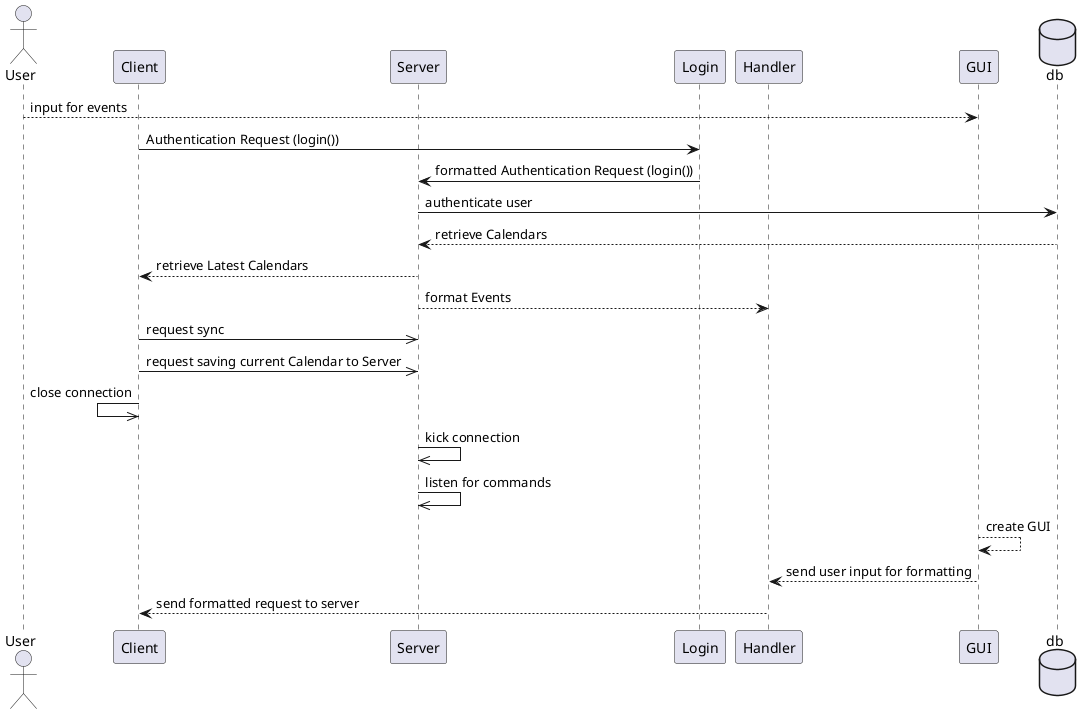 User
Client
Server
Login
Handler
GUI
db
input for events
Authentication Request (login())
formatted Authentication Request (login())
authenticate user
retrieve Calendars
retrieve Latest Calendars
format Events
request sync
request saving current Calendar to Server
close connection
kick connection
listen for commands
create GUI
send user input for formatting
send formatted request to server
User
Client
Server
Login
Handler
GUI
db